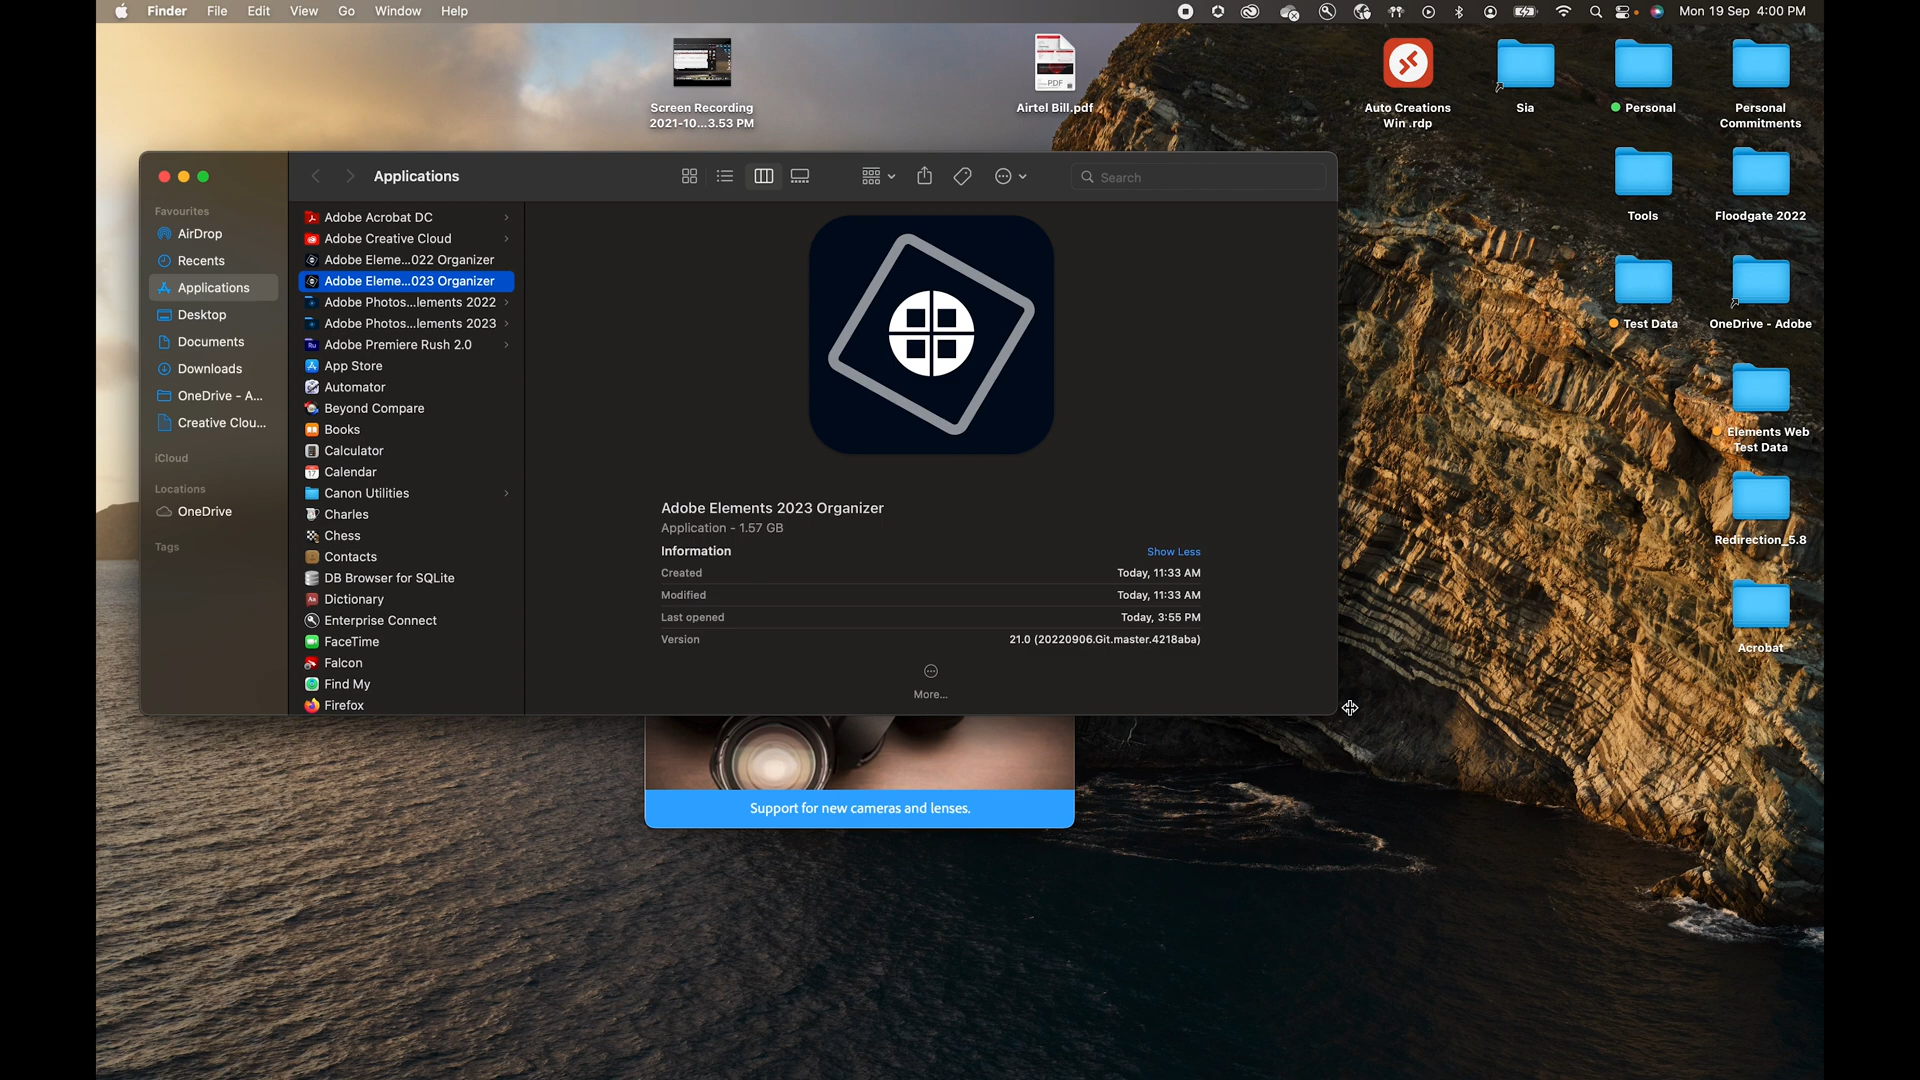 Finder File Edit View Go Window Help
Mon 19 Sep 4:00 PM
Screen Recording
2021-10...3.53 PM
PDF
Airtel Bill.pdf
Auto Creations
Win .rdp
Sia
Personal
Personal
Commitments
Tools
Floodgate 2022
Test Data
OneDrive - Adobe
Elements Web
Test Data
Redirection_5.8
Acrobat
Applications
Search
Favourites
AirDrop
Recents
Applications
Desktop
Documents
Downloads
OneDrive - A...
Creative Clou...
iCloud
Locations
OneDrive
Tags
Adobe Acrobat DC
Adobe Creative Cloud
Adobe Eleme...022 Organizer
Adobe Eleme...023 Organizer
Adobe Photos...lements 2022
Adobe Photos...lements 2023
Ru Adobe Premiere Rush 2.0
App Store
Automator
Beyond Compare
Books
Calculator
17 Calendar
Canon Utilities
Charles
Chess
Contacts
DB Browser for SQLite
Aa Dictionary
Enterprise Connect
FaceTime
Falcon
Find My
Firefox
Adobe Elements 2023 Organizer
Application - 1.57 GB
Information Show Less
Created Today, 11:33 AM
Modified Today, 11:33 AM
Last opened Today, 3:55 PM
Version 21.0 (20220906.Git.master.4218aba)
More...
Support for new cameras and lenses.